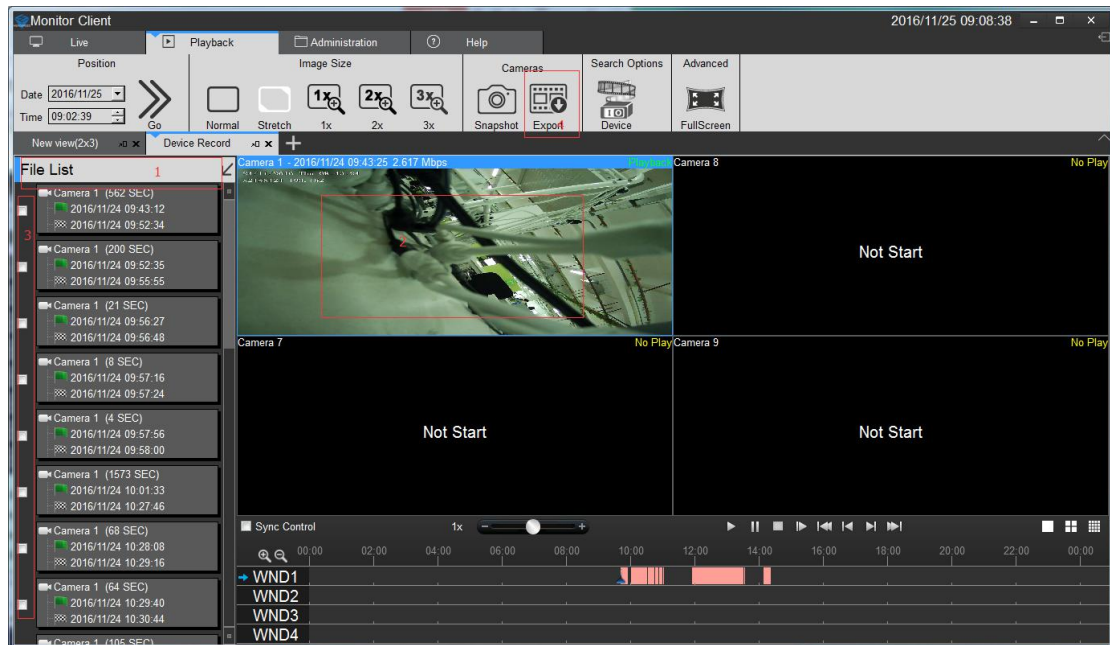 Monitor Client 2016/11/25 09:08:38
Live Playback Administration Help
Position Image Size Cameras Search Options Advanced
Date 2016/11/25
Time 09:02:39
Go Normal Stretch 1x 2x 3x Snapshot Export Device FullScreen
1x 2x 3x
4
New view(2x3) Device Record
File List 1
Camera 1 - 2016/11/24 09:43:25 2.617 Mbps Playback
Camera 8 No Play
Camera 1 (562 SEC)
2016/11/24 09:43:12
2016/11/24 09:52:34
3
Camera 1 (200 SEC)
2016/11/24 09:52:35
2016/11/24 09:55:55
Camera 1 (21 SEC)
2016/11/24 09:56:27
2016/11/24 09:56:48
Camera 1 (8 SEC)
2016/11/24 09:57:16
2016/11/24 09:57:24
Camera 1 (4 SEC)
2016/11/24 09:57:56
2016/11/24 09:58:00
Camera 1 (1573 SEC)
2016/11/24 10:01:33
2016/11/24 10:27:46
Camera 1 (68 SEC)
2016/11/24 10:28:08
2016/11/24 10:29:16
Camera 1 (64 SEC)
2016/11/24 10:29:40
2016/11/24 10:30:44
Camera 1 (105 SEC)
2
Not Start
Camera 7 No Play
Camera 9 No Play
Not Start
Not Start
Sync Control 1x
00:00 02:00 04:00 06:00 08:00 10:00 12:00 14:00 16:00 18:00 20:00 22:00 00:00
WND1
WND2
WND3
WND4